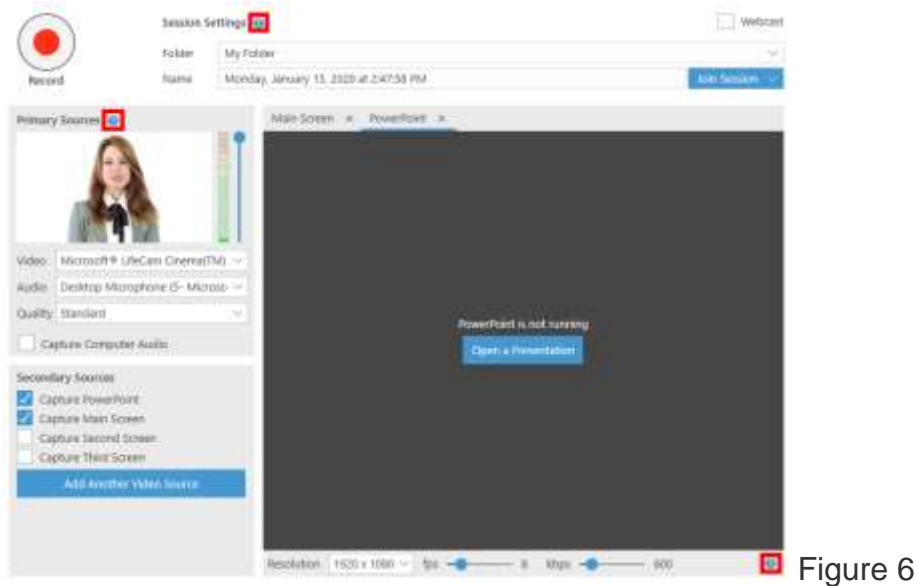 Session Settings
Webcast
Folder My Folder
Record
Name Monday, January 13, 2020 at 2:47:58 PM
Join Session
Primary Sources
Main Screen x PowerPoint x
Video Microsoft® LifeCam Cinema(TM)
Audio Desktop Microphone (5- Microso
Quality Standard
Capture Computer Audio
PowerPoint is not running
Open a Presentation
Secondary Sources
Capture PowerPoint
Capture Main Screen
Capture Second Screen
Capture Third Screen
Add Another Video Source
Resolution 1920 x 1080 fps 8 kbps 600
Figure 6